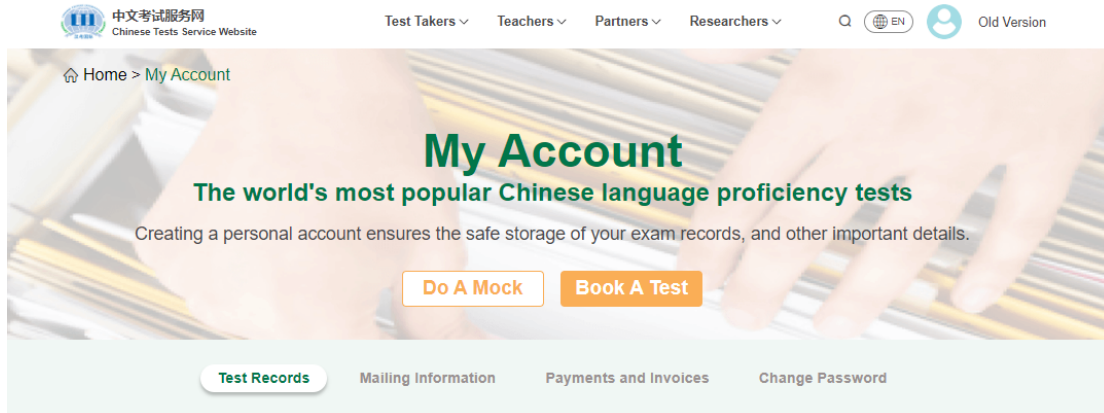 中文考试服务网
Chinese Tests Service Website
Test Takers Teachers Partners Researchers EN Old Version
Home > My Account
My Account
The world's most popular Chinese language proficiency tests
Creating a personal account ensures the safe storage of your exam records, and other important details.
Do A Mock Book A Test
Test Records Mailing Information Payments and Invoices Change Password